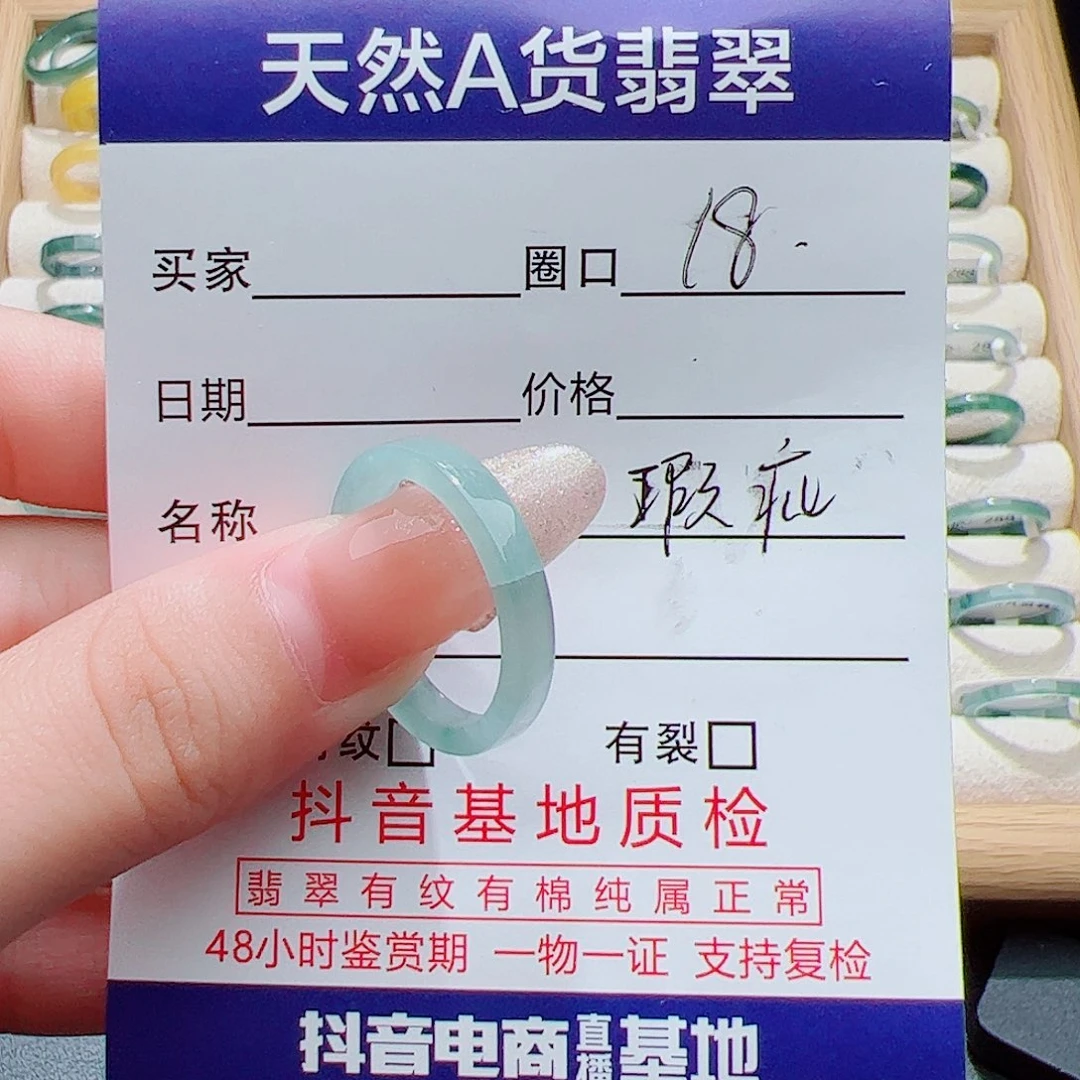 天然A货翡翠
买家 圈口 18.
日期 价格
名称 瑕疵
有纹 有裂
抖音基地质检
翡翠有纹有棉纯属正常
48小时鉴赏期 一物一证 支持复检
抖音电商直播基地